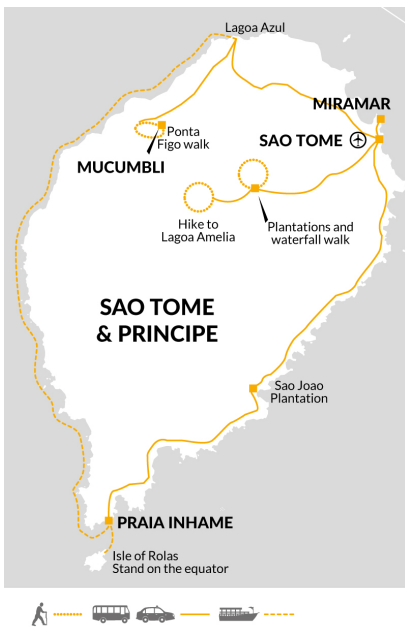 Lagoa Azul
MIRAMAR
SAO TOME
Ponta
Figo walk
MUCUMBLI
Hike to
Lagoa Amelia
Plantations and
waterfall walk
SAO TOME
& PRINCIPE
Sao Joao
Plantation
PRAIA INHAME
Isle of Rolas
Stand on the equator